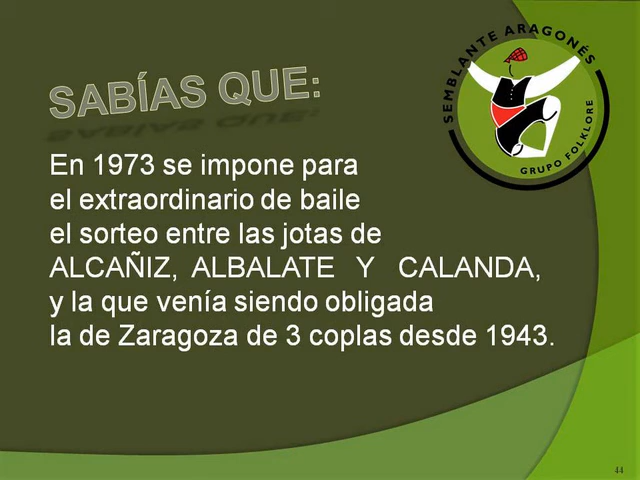 SABÍAS QUE:
SEMBLANTE ARAGONÉS
GRUPO FOLKLORE
En 1973 se impone para
el extraordinario de baile
el sorteo entre las jotas de
ALCAÑIZ, ALBALATE Y CALANDA,
y la que venía siendo obligada
la de Zaragoza de 3 coplas desde 1943.
44